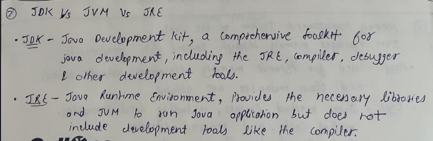 ② JDK Vs JVM Vs JRE
• JDK - Java Development kit, a comprehensive toolkit for
java development, including the JRE, compiler, debugger
& other development tools.
• JRE - Java Runtime Environment, Provides the necessary libraries
and JVM to run Java application but does not
include development tools like the compiler.